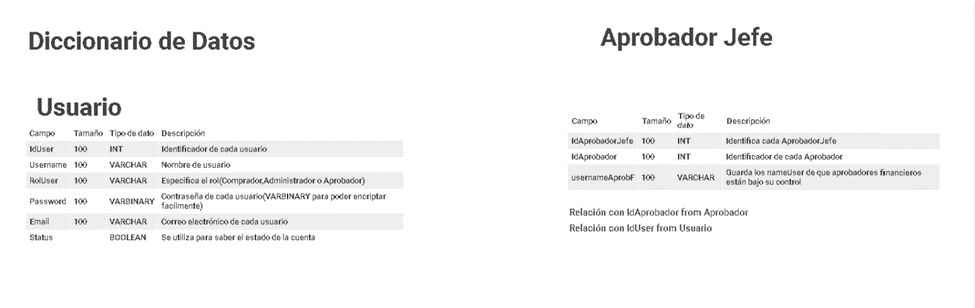 Diccionario de Datos
Usuario
Campo Tamaño Tipo de dato Descripción
IdUser 100 INT Identificador de cada usuario
Username 100 VARCHAR Nombre de usuario
RolUser 100 VARCHAR Especifica el rol(Comprador,Administrador o Aprobador)
Password 100 VARBINARY Contraseña de cada usuario(VARBINARY para poder encriptar
facilmente)
Email 100 VARCHAR Correo electrónico de cada usuario
Status BOOLEAN Se utiliza para saber el estado de la cuenta
Aprobador Jefe
Campo Tamaño Tipo de
dato Descripción
IdAprobadorJefe 100 INT Identifica cada AprobadorJefe
IdAprobador 100 INT Identificador de cada Aprobador
usernameAprobF 100 VARCHAR Guarda los nameUser de que aprobadores financieros
están bajo su control
Relación con IdAprobador from Aprobador
Relación con IdUser from Usuario